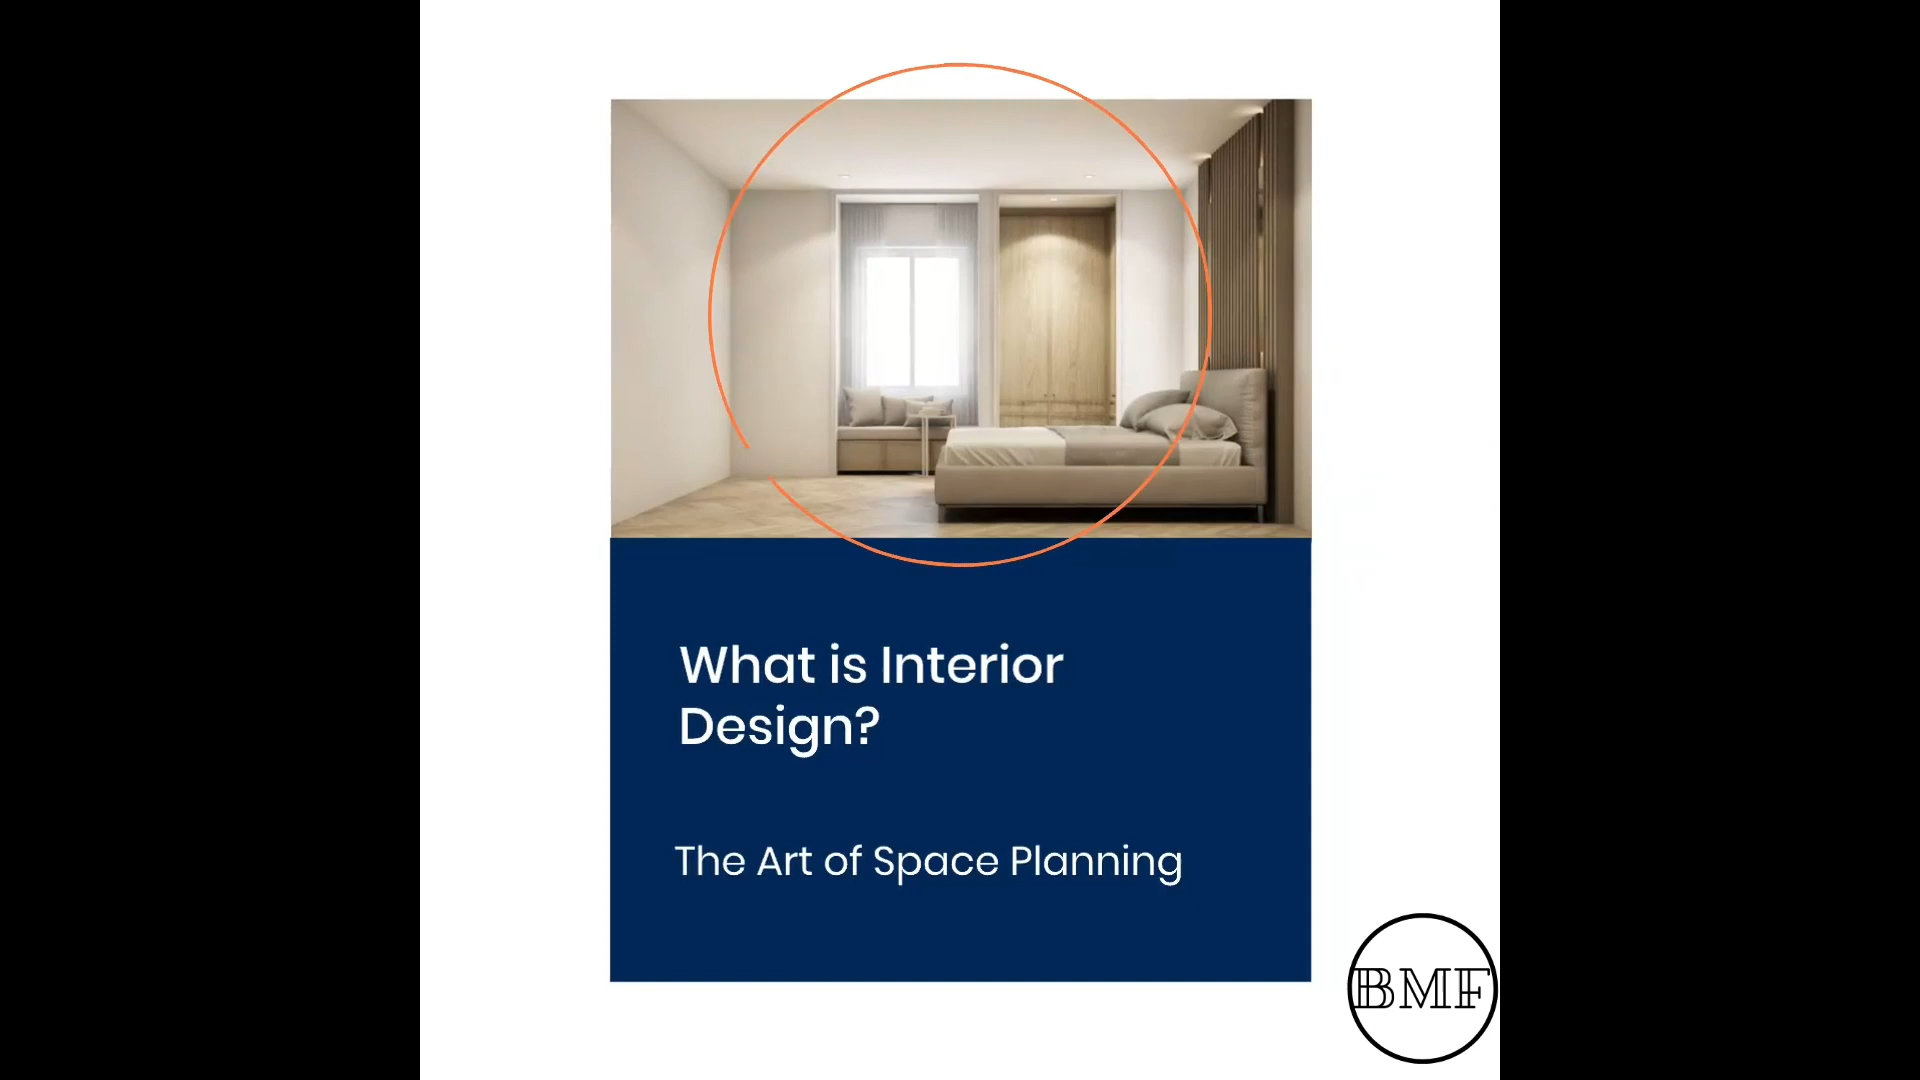 What is Interior
Design?
The Art of Space Planning
BMF